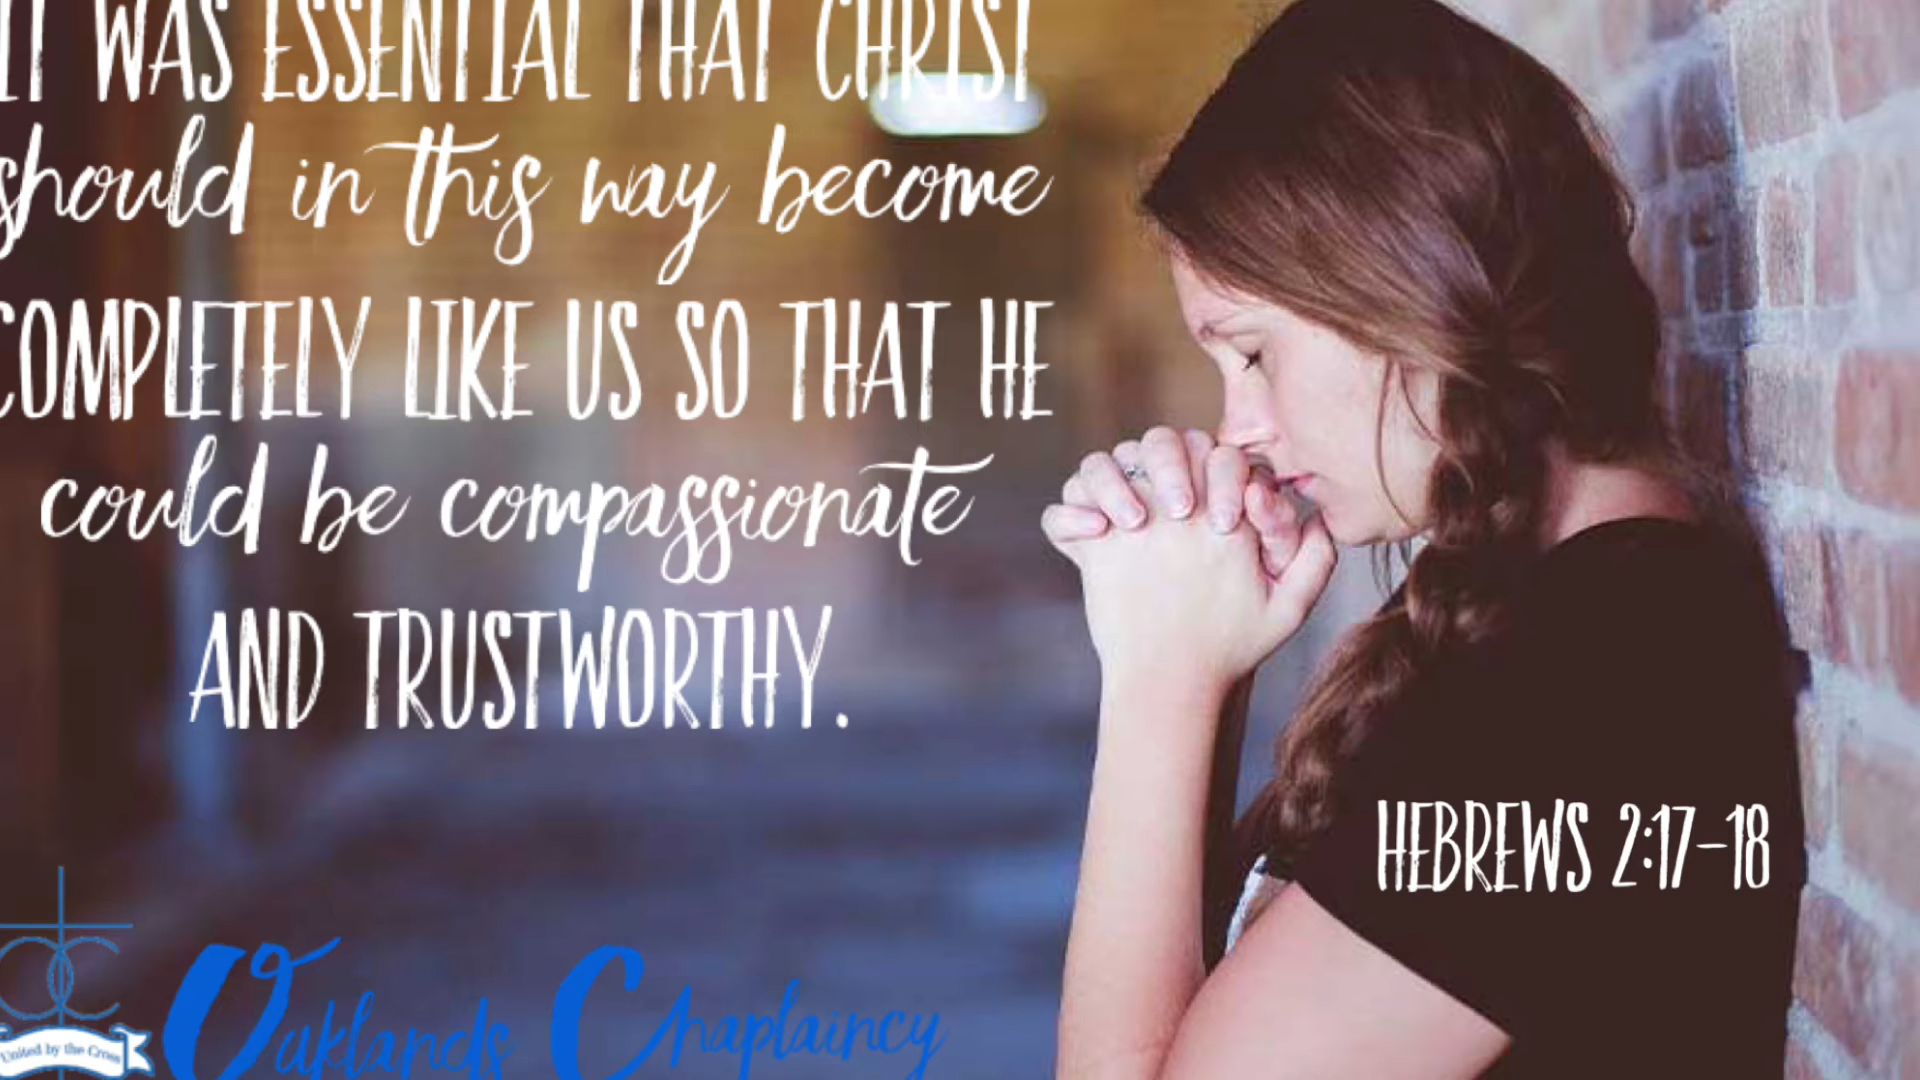 IT WAS ESSENTIAL THAT CHRIST
should in this way become
COMPLETELY LIKE US SO THAT HE
could be compassionate
AND TRUSTWORTHY.
HEBREWS 2:17-18
OC
Oaklands Chaplaincy
United by the Cross